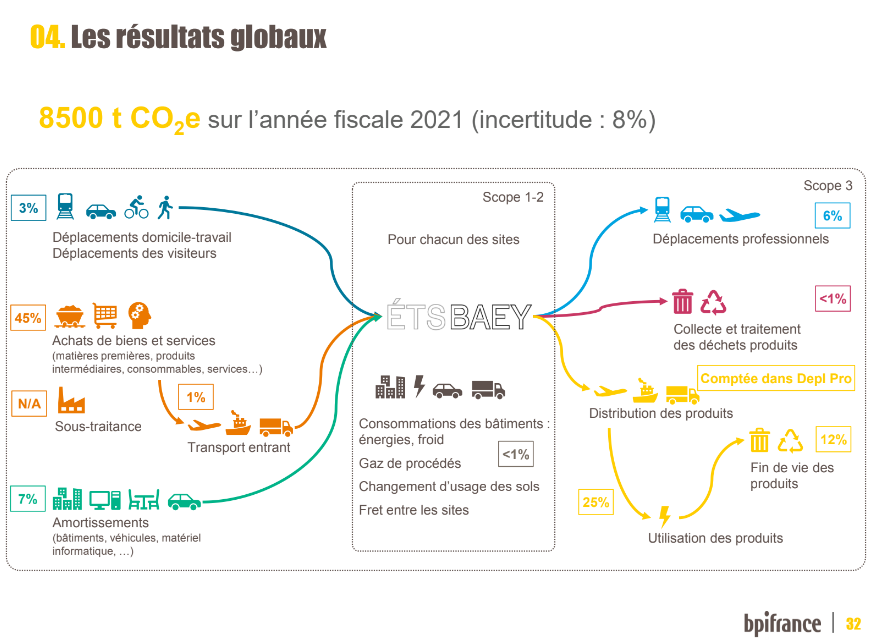 04. Les résultats globaux
8500 t CO2e sur l’année fiscale 2021 (incertitude : 8%)
Scope 3
Scope 1-2
3%
Déplacements domicile-travail
Déplacements des visiteurs
45%
Achats de biens et services
(matières premières, produits
intermédiaires, consommables, services…)
N/A
Sous-traitance
1%
Transport entrant
7%
Amortissements
(bâtiments, véhicules, matériel
informatique, …)
Pour chacun des sites
ÉTS BAEY
Consommations des bâtiments :
énergies, froid
<1%
Gaz de procédés
Changement d’usage des sols
Fret entre les sites
6%
Déplacements professionnels
<1%
Collecte et traitement
des déchets produits
Comptée dans Depl Pro
Distribution des produits
12%
Fin de vie des
produits
25%
Utilisation des produits
bpifrance | 32